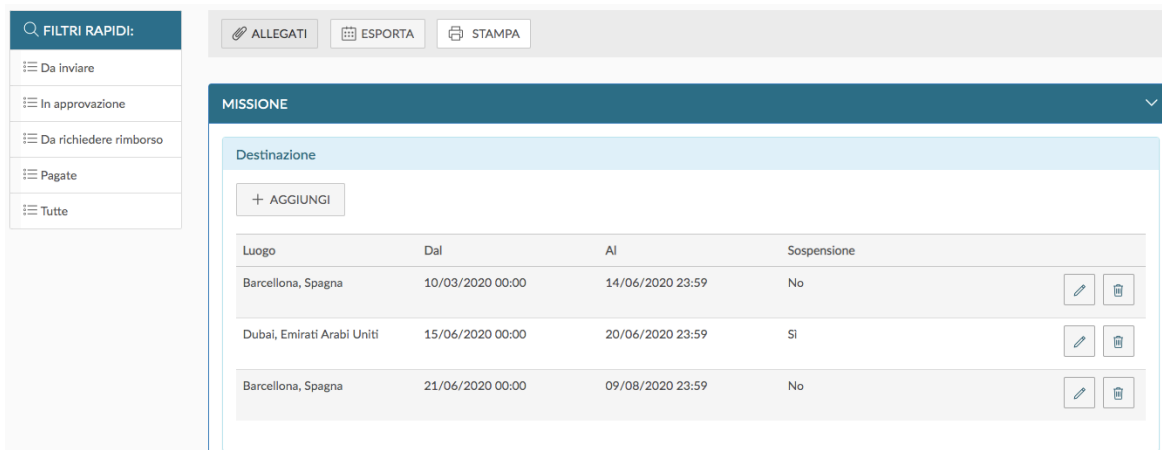 FILTRI RAPIDI:
Da inviare
In approvazione
Da richiedere rimborso
Pagate
Tutte
ALLEGATI ESPORTA STAMPA
MISSIONE
Destinazione
+ AGGIUNGI
Luogo Dal Al Sospensione
Barcellona, Spagna 10/03/2020 00:00 14/06/2020 23:59 No
Dubai, Emirati Arabi Uniti 15/06/2020 00:00 20/06/2020 23:59 Sì
Barcellona, Spagna 21/06/2020 00:00 09/08/2020 23:59 No